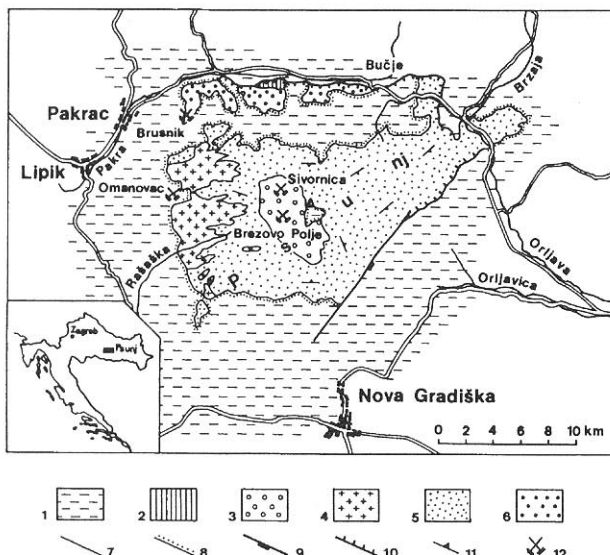 Bučje
Brzaja
Pakrac
Brusnik
Pakra
Lipik
Omanovac
Sivornica
A
Brezovo Polje
P s u nj
Rašaška
Orljava
Orljavica
Zagreb
Psunj
Nova Gradiška
0 2 4 6 8 10 km
1 2 3 4 5 6
7 8 9 10 11 12